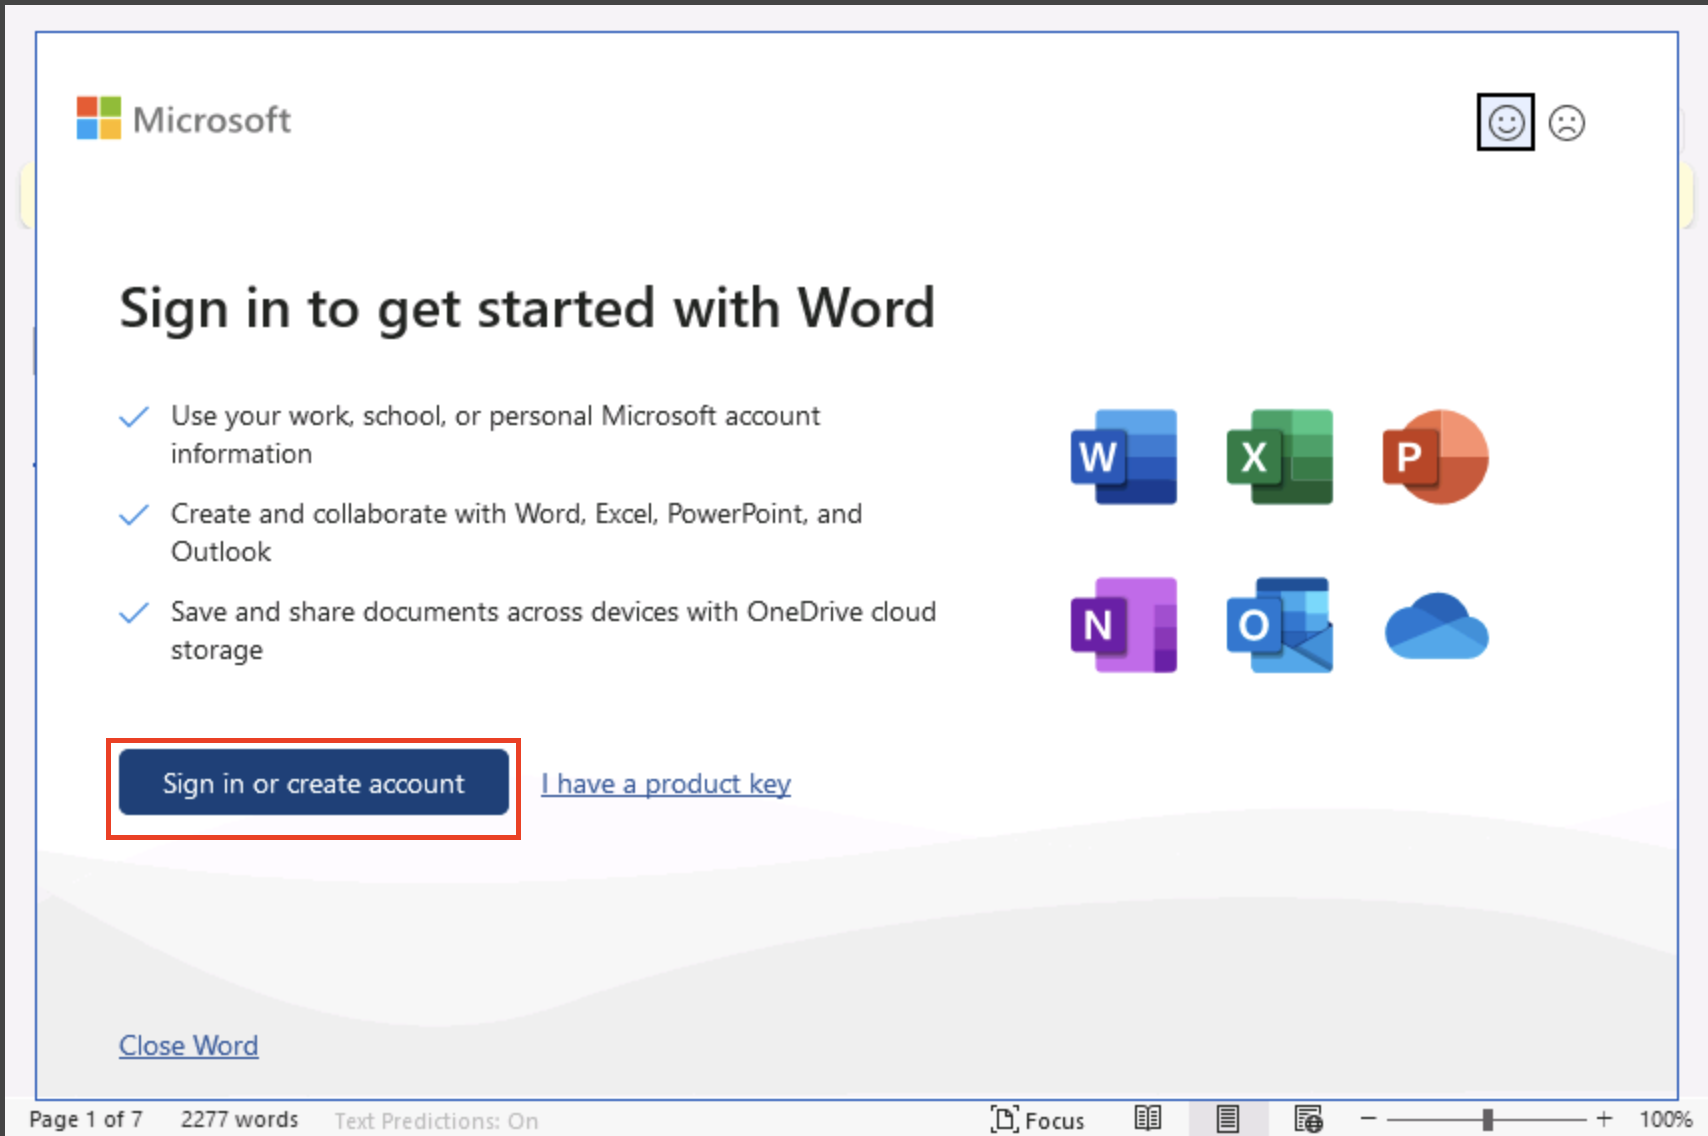 Microsoft
Sign in to get started with Word
Use your work, school, or personal Microsoft account
information
Create and collaborate with Word, Excel, PowerPoint, and
Outlook
Save and share documents across devices with OneDrive cloud
storage
W X P
N O
Sign in or create account I have a product key
Close Word
Page 1 of 7 2277 words Text Predictions: On Focus 100%